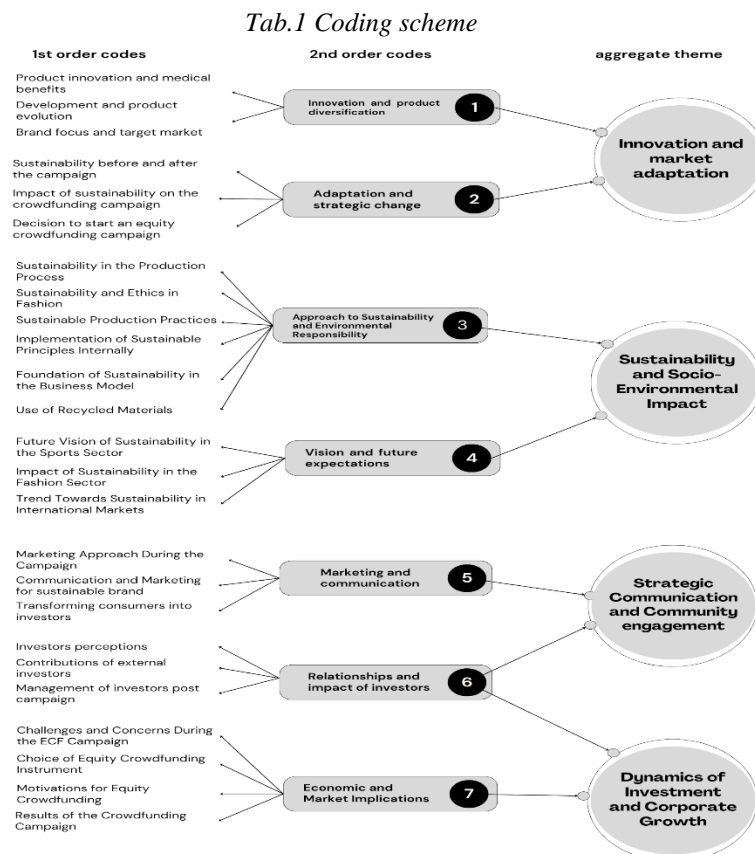 Tab.1 Coding scheme
1st order codes
2nd order codes
aggregate theme
Product innovation and medical
benefits
Development and product
evolution
Brand focus and target market
Innovation and product
diversification
1
Sustainability before and after
the campaign
Impact of sustainability on the
crowdfunding campaign
Decision to start an equity
crowdfunding campaign
Adaptation and
strategic change
2
Innovation and
market
adaptation
Sustainability in the Production
Process
Sustainability and Ethics in
Fashion
Sustainable Production Practices
Implementation of Sustainable
Principles Internally
Foundation of Sustainability in
the Business Model
Use of Recycled Materials
Approach to Sustainability
and Environmental
Responsibility
3
Future Vision of Sustainability in
the Sports Sector
Impact of Sustainability in the
Fashion Sector
Trend Towards Sustainability in
International Markets
Vision and future
expectations
4
Sustainability
and Socio-
Environmental
Impact
Marketing Approach During the
Campaign
Communication and Marketing
for sustainable brand
Transforming consumers into
investors
Marketing and
communication
5
Investors perceptions
Contributions of external
investors
Management of investors post
campaign
Relationships and
impact of investors
6
Strategic
Communication
and Community
engagement
Challenges and Concerns During
the ECF Campaign
Choice of Equity Crowdfunding
Instrument
Motivations for Equity
Crowdfunding
Results of the Crowdfunding
Campaign
Economic and
Market Implications
7
Dynamics of
Investment
and Corporate
Growth